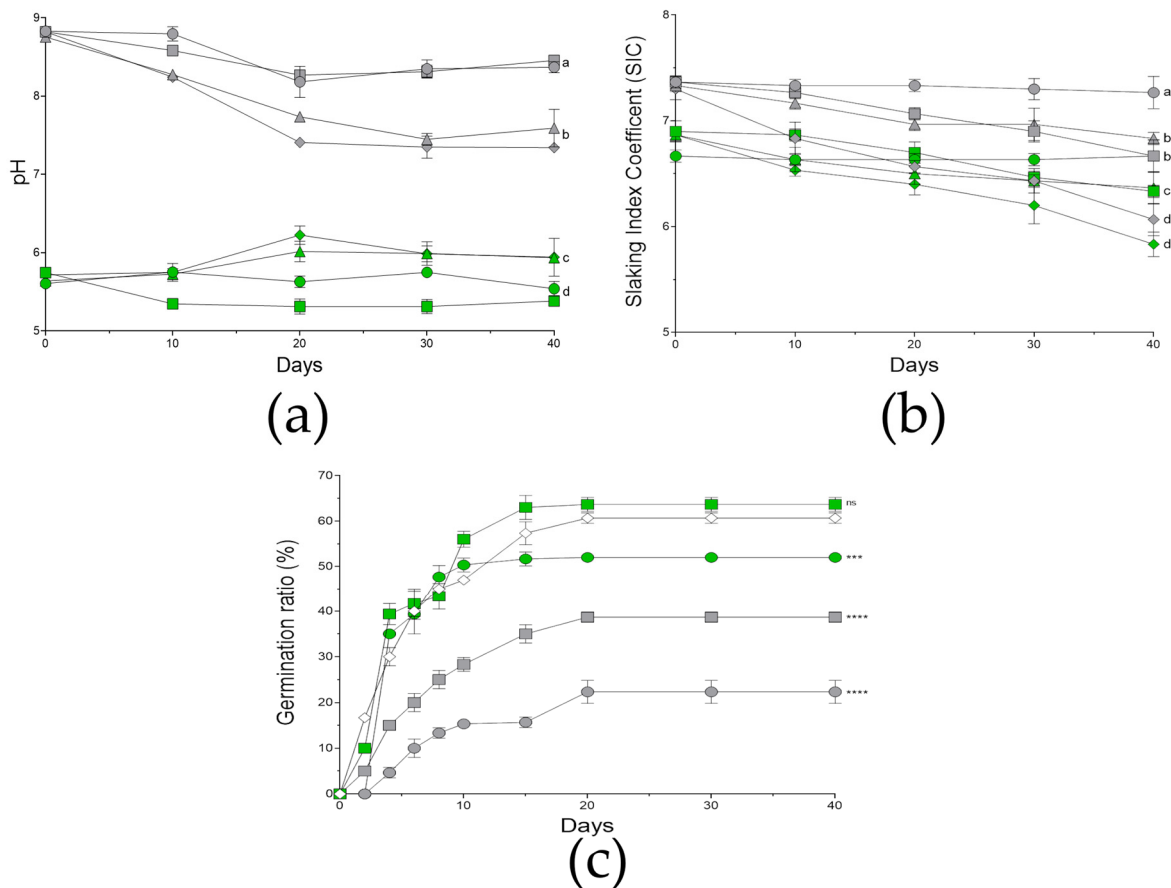 9
8
7
6
5
pH
a
b
c
d
0
10
20
30
40
Days
(a)
8
7
6
5
Slaking Index Coefficent (SIC)
a
b
b
c
d
d
0
10
20
30
40
Days
(b)
70
60
50
40
30
20
10
0
Germination ratio (%)
ns
***
****
****
0
10
20
30
40
Days
(c)